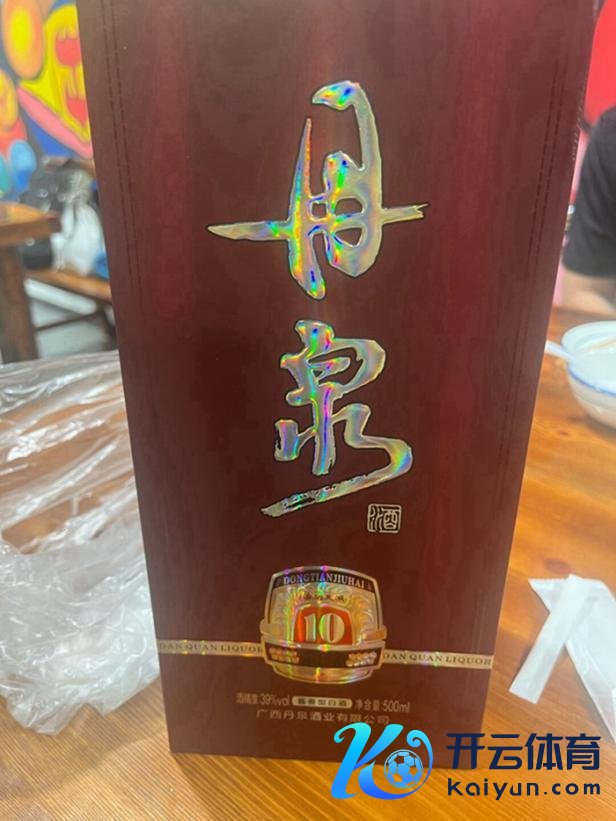 丹
泉
酒
DONGTIANJIUHAI
10
DAN QUAN LIQUOR
DAN QUAN LIQUOR
酒精度:39%vol 酱香型白酒 净含量:500ml
广西丹泉酒业有限公司
开云体育
kaiyun.com